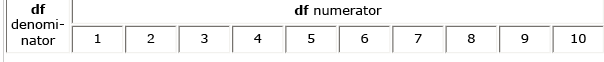 df
denomi-
nator
df numerator
1 2 3 4 5 6 7 8 9 10